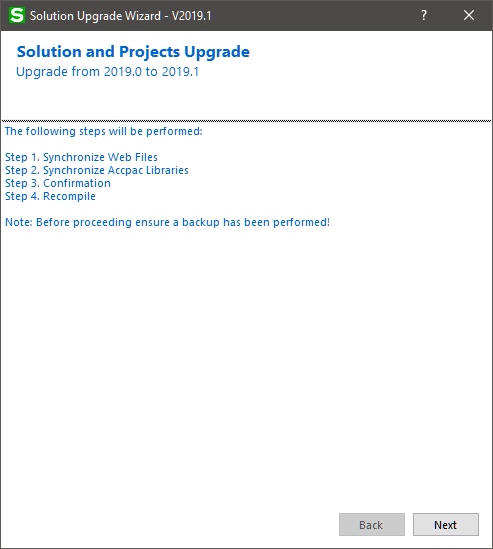 S Solution Upgrade Wizard - V2019.1 ?
Solution and Projects Upgrade
Upgrade from 2019.0 to 2019.1
The following steps will be performed:
Step 1. Synchronize Web Files
Step 2. Synchronize Accpac Libraries
Step 3. Confirmation
Step 4. Recompile
Note: Before proceeding ensure a backup has been performed!
Back Next